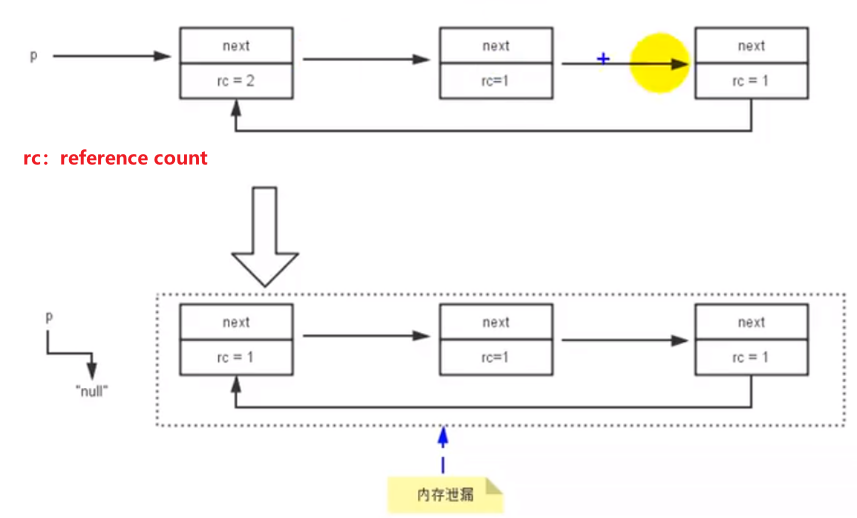 p
next
next
next
rc = 2
rc=1
rc = 1
rc：reference count
p
next
next
next
rc = 1
rc=1
rc = 1
"null"
内存泄漏